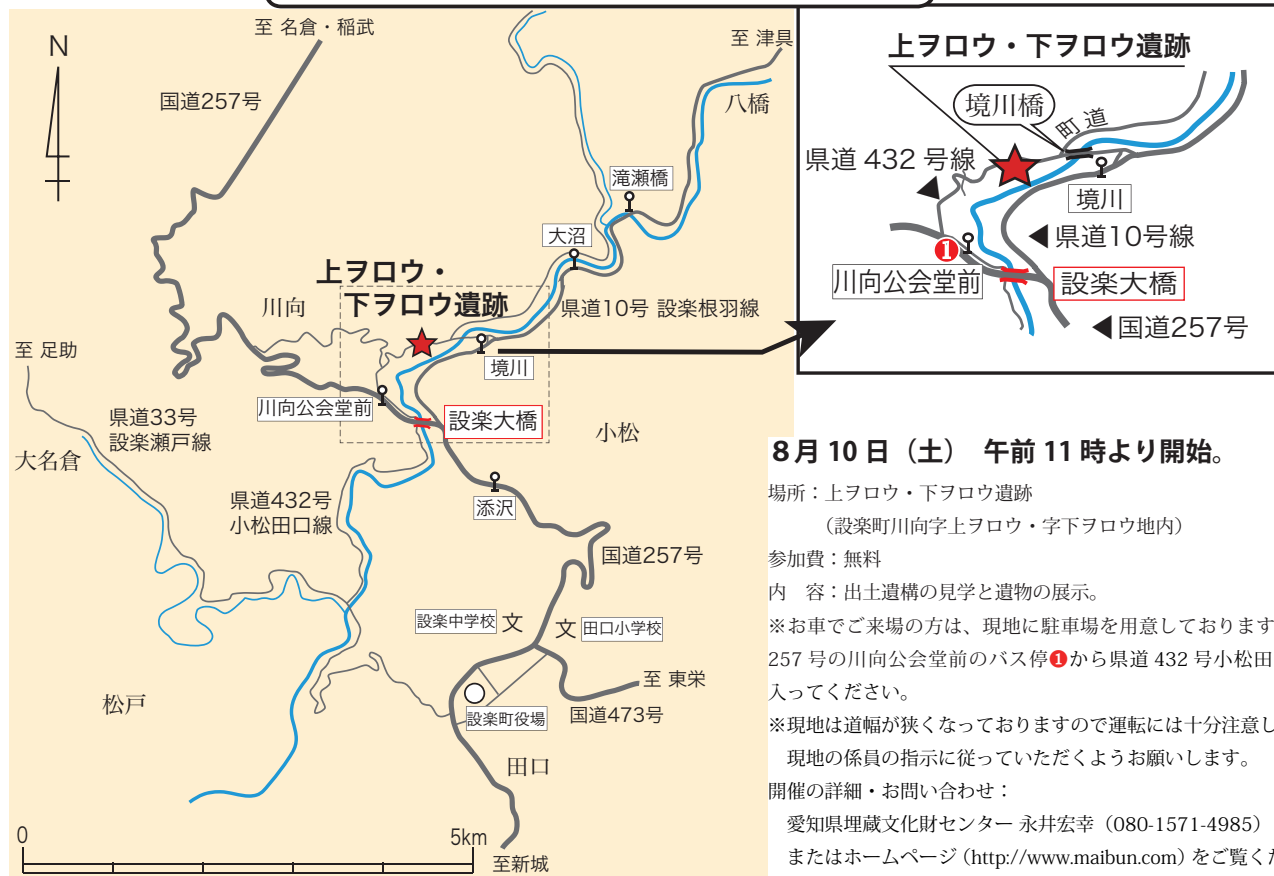 至 名倉・稲武
N
国道257号
至 津具
八橋
滝瀬橋
大沼
上ヲロウ・
下ヲロウ遺跡
川向
県道10号 設楽根羽線
至 足助
境川
川向公会堂前
設楽大橋
県道33号
設楽瀬戸線
小松
大名倉
県道432号
小松田口線
添沢
国道257号
設楽中学校
文
文
田口小学校
至 東栄
松戸
設楽町役場
国道473号
田口
0
5km
至新城
上ヲロウ・下ヲロウ遺跡
境川橋
町道
県道 432 号線
境川
県道10号線
❶
川向公会堂前
設楽大橋
国道257号
8月 10 日（土） 午前 11 時より開始。
場所：上ヲロウ・下ヲロウ遺跡
（設楽町川向字上ヲロウ・字下ヲロウ地内）
参加費：無料
内　容：出土遺構の見学と遺物の展示。
※お車でご来場の方は、現地に駐車場を用意しております
257 号の川向公会堂前のバス停❶から県道 432 号小松田
入ってください。
※現地は道幅が狭くなっておりますので運転には十分注意し
現地の係員の指示に従っていただくようお願いします。
開催の詳細・お問い合わせ：
愛知県埋蔵文化財センター 永井宏幸（080-1571-4985）
またはホームページ（http://www.maibun.com）をご覧くだ